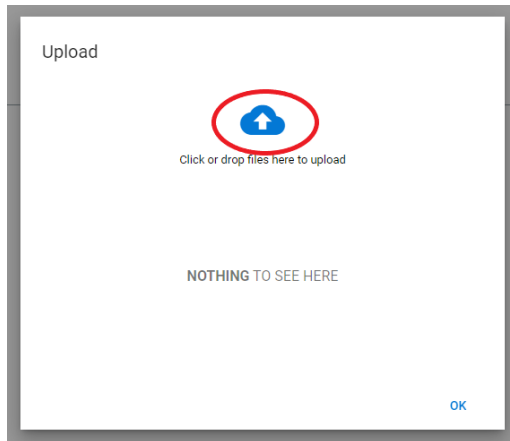 Upload
Click or drop files here to upload
NOTHING TO SEE HERE
OK